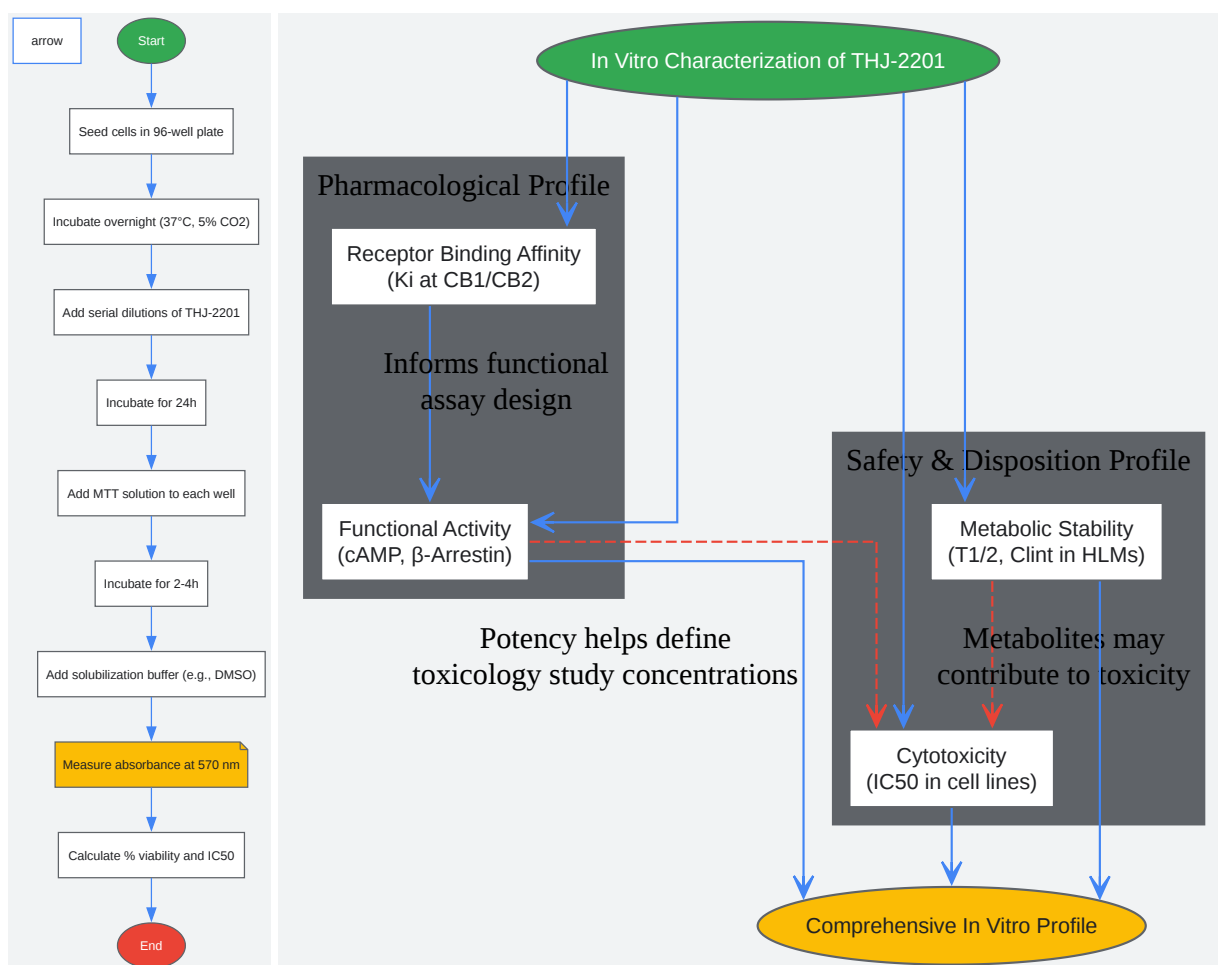 arrow
Start
Seed cells in 96-well plate
Incubate overnight (37°C, 5% CO2)
Add serial dilutions of THJ-2201
Incubate for 24h
Add MTT solution to each well
Incubate for 2-4h
Add solubilization buffer (e.g., DMSO)
Measure absorbance at 570 nm
Calculate % viability and IC50
End
In Vitro Characterization of THJ-2201
Pharmacological Profile
Receptor Binding Affinity
(Ki at CB1/CB2)
Informs functional
assay design
Functional Activity
(cAMP, β-Arrestin)
Safety & Disposition Profile
Metabolic Stability
(T1/2, Clint in HLMs)
Potency helps define
toxicology study concentrations
Metabolites may
contribute to toxicity
Cytotoxicity
(IC50 in cell lines)
Comprehensive In Vitro Profile